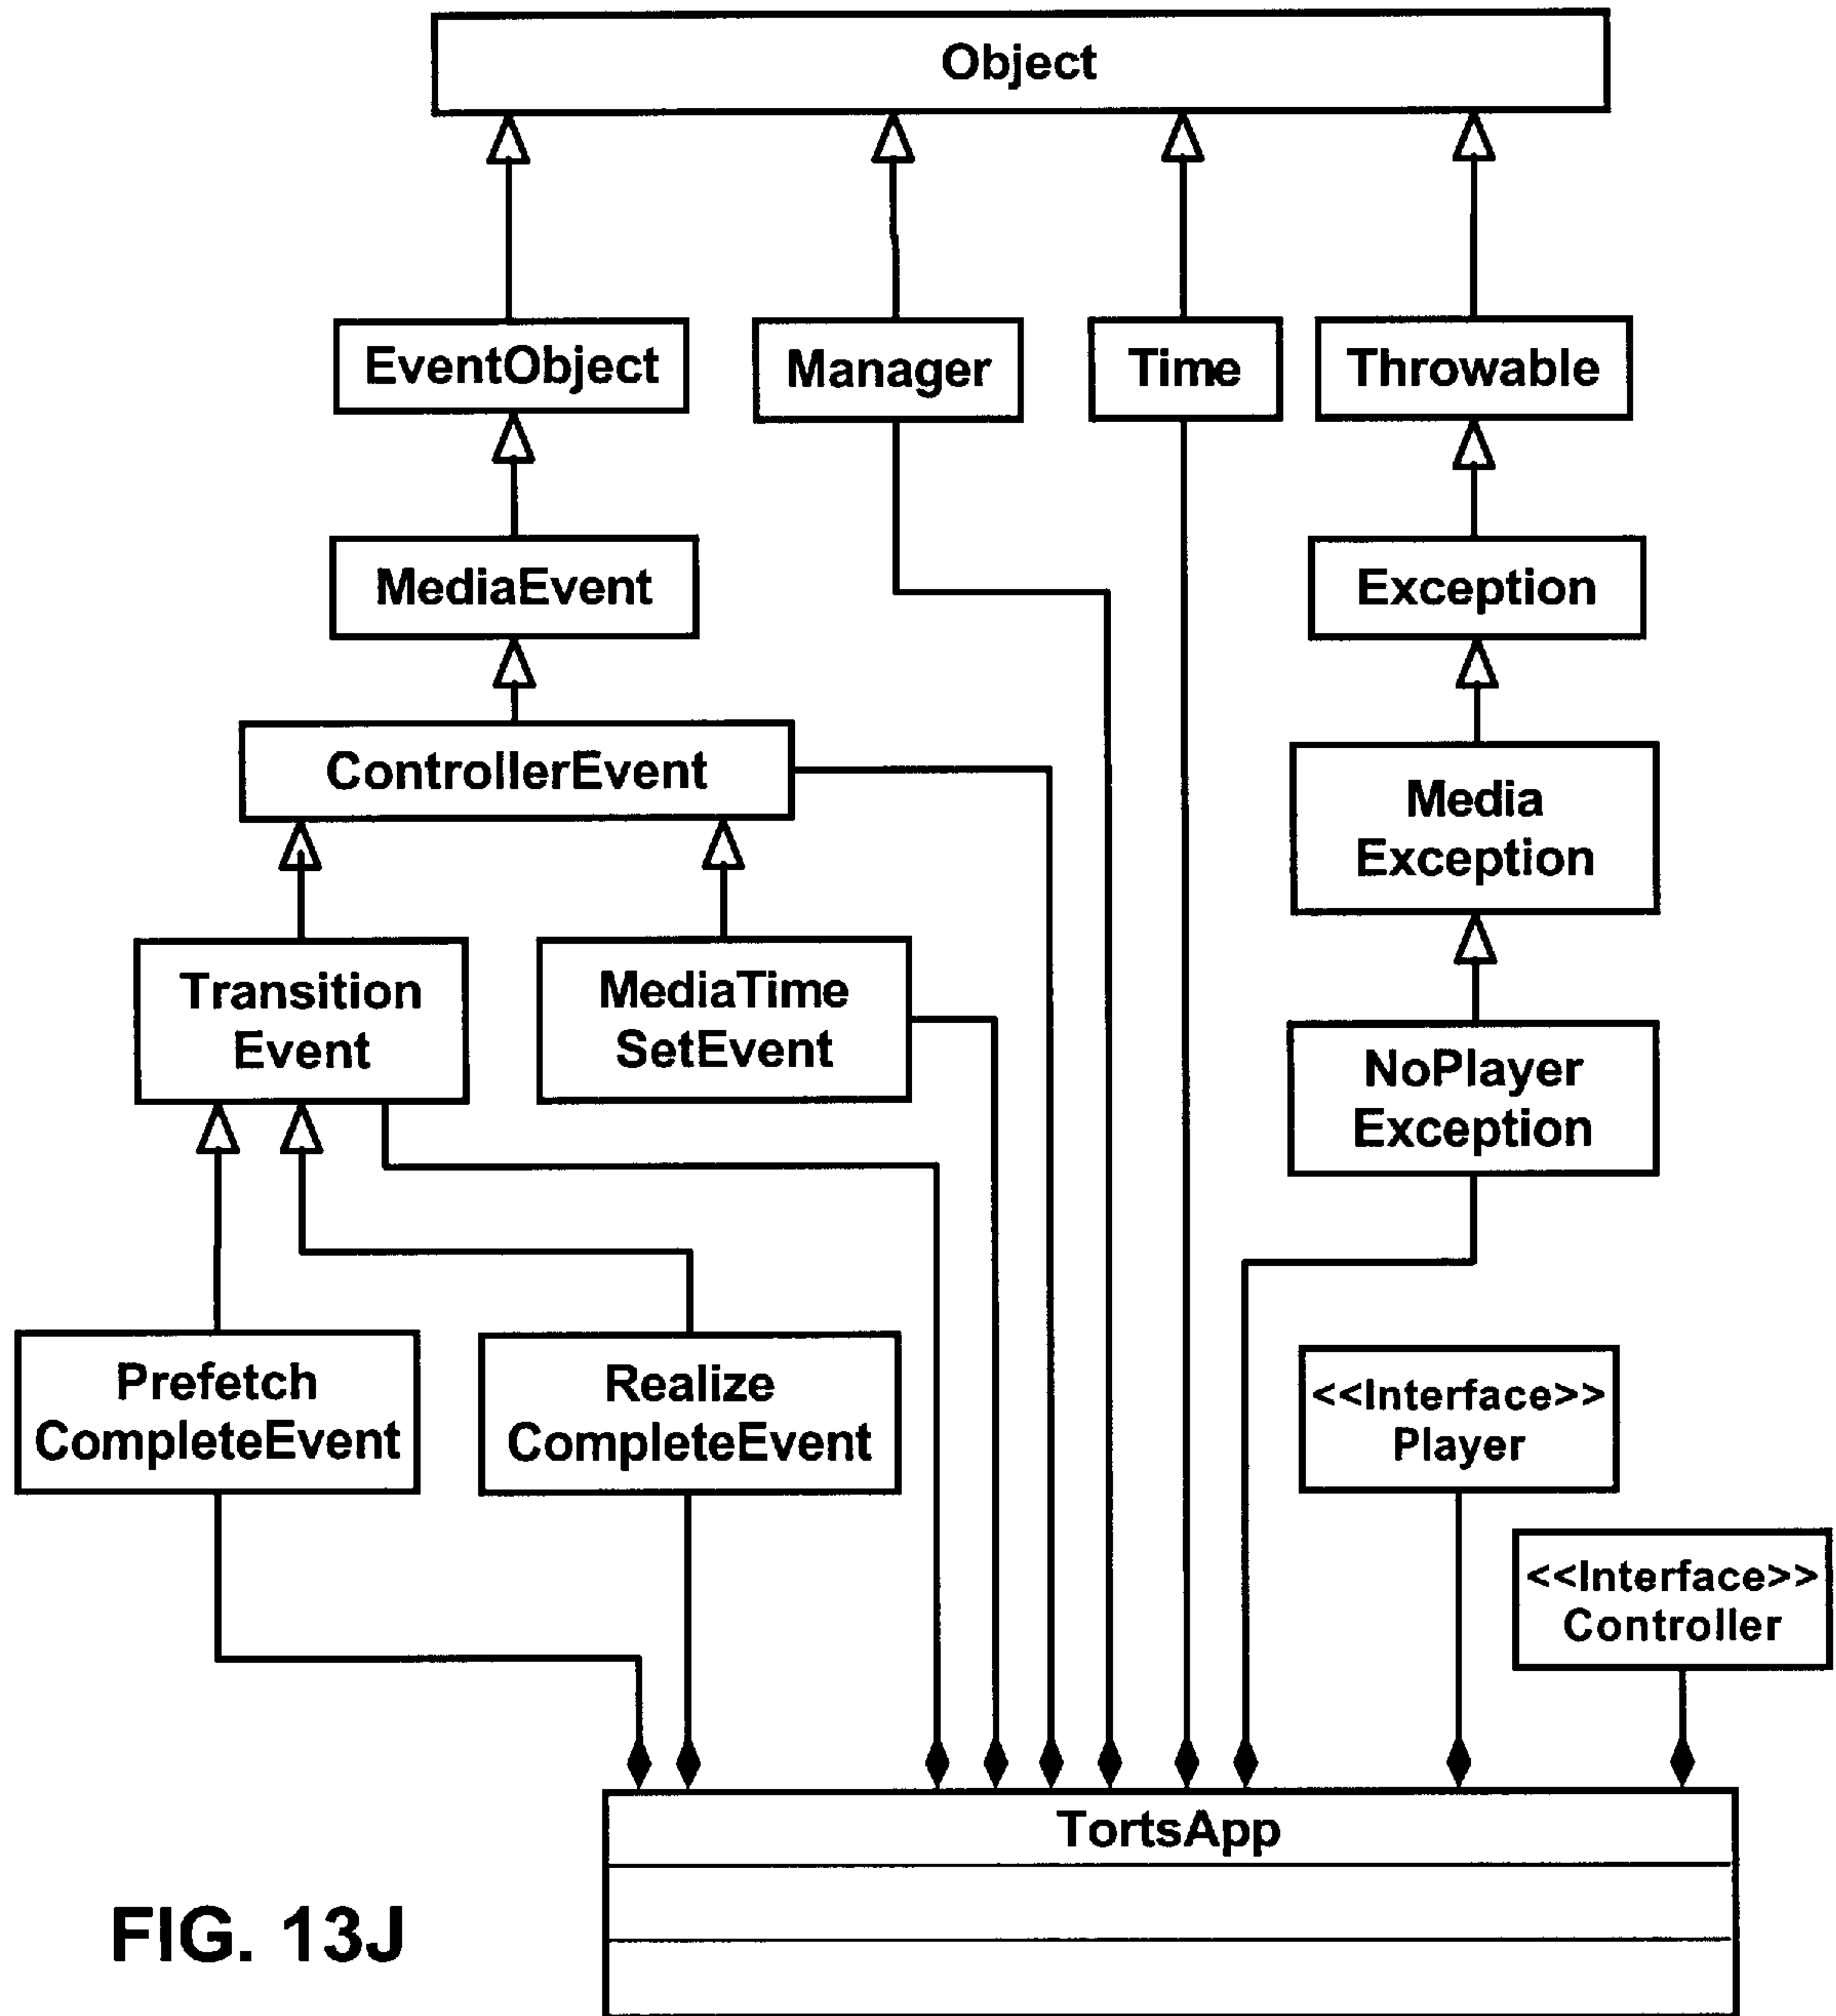 Object
EventObject
Manager
Time
Throwable
MediaEvent
Exception
ControllerEvent
Media
Exception
Transition
Event
MediaTime
SetEvent
NoPlayer
Exception
Prefetch
CompleteEvent
Realize
CompleteEvent
<<Interface>>
Player
<<Interface>>
Controller
TortsApp
FIG. 13J